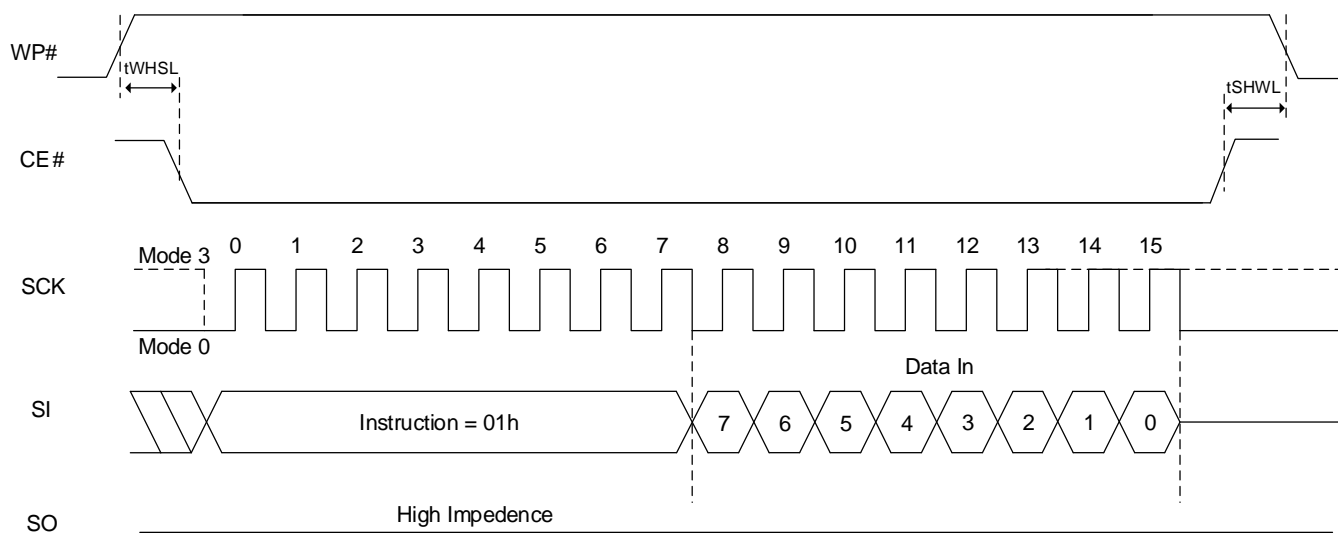 WP#
tWHSL
tSHWL
CE#
0 1 2 3 4 5 6 7 8 9 10 11 12 13 14 15
Mode 3
SCK
Mode 0
Data In
SI
Instruction = 01h
7 6 5 4 3 2 1 0
High Impedence
SO